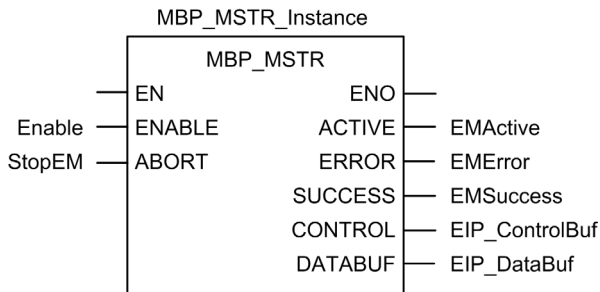 MBP_MSTR_Instance
MBP_MSTR
EN ENO
Enable ENABLE ACTIVE EMActive
StopEM ABORT ERROR EMError
SUCCESS EMSuccess
CONTROL EIP_ControlBuf
DATABUF EIP_DataBuf